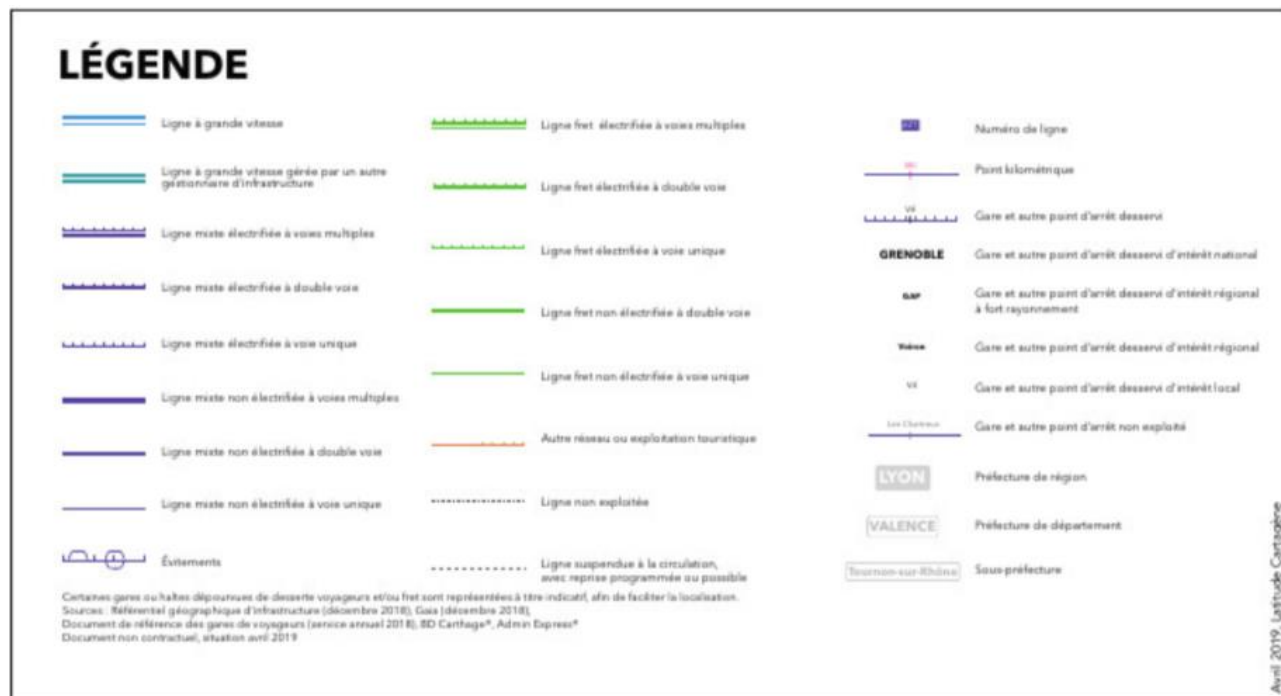 LÉGENDE
Ligne à grande vitesse
Ligne à grande vitesse gérée par un autre
gestionnaire d'infrastructure
Ligne mixte électrifiée à voies multiples
Ligne mixte électrifiée à double voie
Ligne mixte électrifiée à voie unique
Ligne mixte non électrifiée à voies multiples
Ligne mixte non électrifiée à double voie
Ligne mixte non électrifiée à voie unique
Évitements
Ligne fret électrifiée à voies multiples
Ligne fret électrifiée à double voie
Ligne fret électrifiée à voie unique
Ligne fret non électrifiée à double voie
Ligne fret non électrifiée à voie unique
Autre réseau ou exploitation touristique
Ligne non exploitée
Ligne suspendue à la circulation,
avec reprise programmée ou possible
Numéro de ligne
Point kilométrique
Vif
Gare et autre point d'arrêt desservi
GRENOBLE
Gare et autre point d'arrêt desservi d'intérêt national
GAP
Gare et autre point d'arrêt desservi d'intérêt régional
à fort rayonnement
Gare et autre point d'arrêt desservi d'intérêt régional
Vif
Gare et autre point d'arrêt desservi d'intérêt local
Gare et autre point d'arrêt non exploité
LYON
Préfecture de région
VALENCE
Préfecture de département
Tournon-sur-Rhône
Sous-préfecture
Certaines gares ou haltes dépourvues de desserte voyageurs et/ou fret sont représentées à titre indicatif, afin de faciliter la localisation.
Sources : Référentiel géographique d'infrastructure (décembre 2018), Gaia (décembre 2018),
Document de référence des gares de voyageurs (service annuel 2018), BD Carthage®, Admin Express®
Document non contractuel, situation avril 2019
Avril 2019, Latitude Cartagène